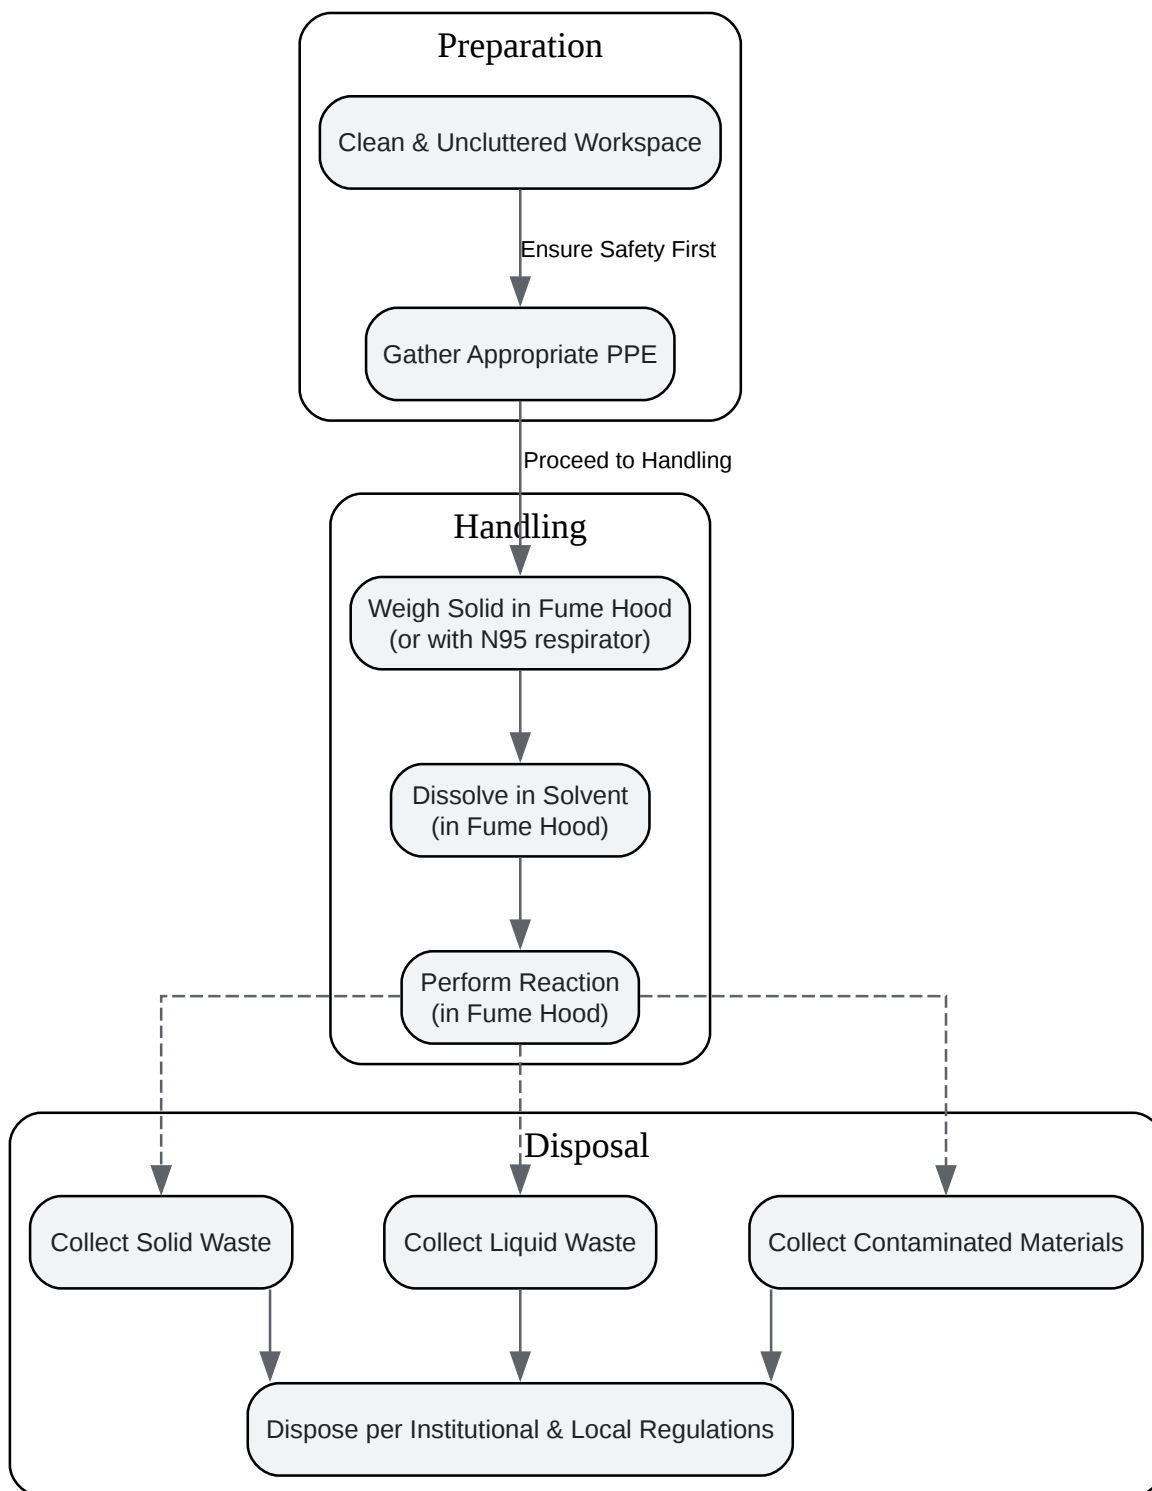 Preparation
Clean & Uncluttered Workspace
Ensure Safety First
Gather Appropriate PPE
Proceed to Handling
Handling
Weigh Solid in Fume Hood
(or with N95 respirator)
Dissolve in Solvent
(in Fume Hood)
Perform Reaction
(in Fume Hood)
Disposal
Collect Solid Waste
Collect Liquid Waste
Collect Contaminated Materials
Dispose per Institutional & Local Regulations